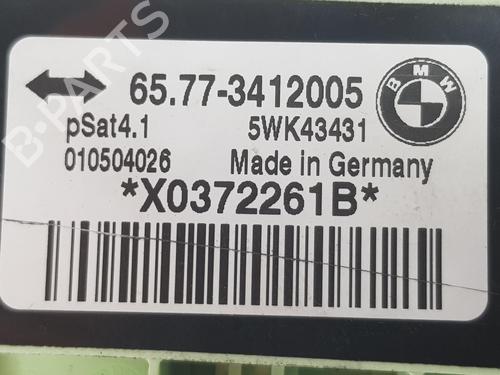 65.77-3412005
BMW
pSat4.1 5WK43431
010504026 Made in Germany
*X0372261B*
B-PARTS